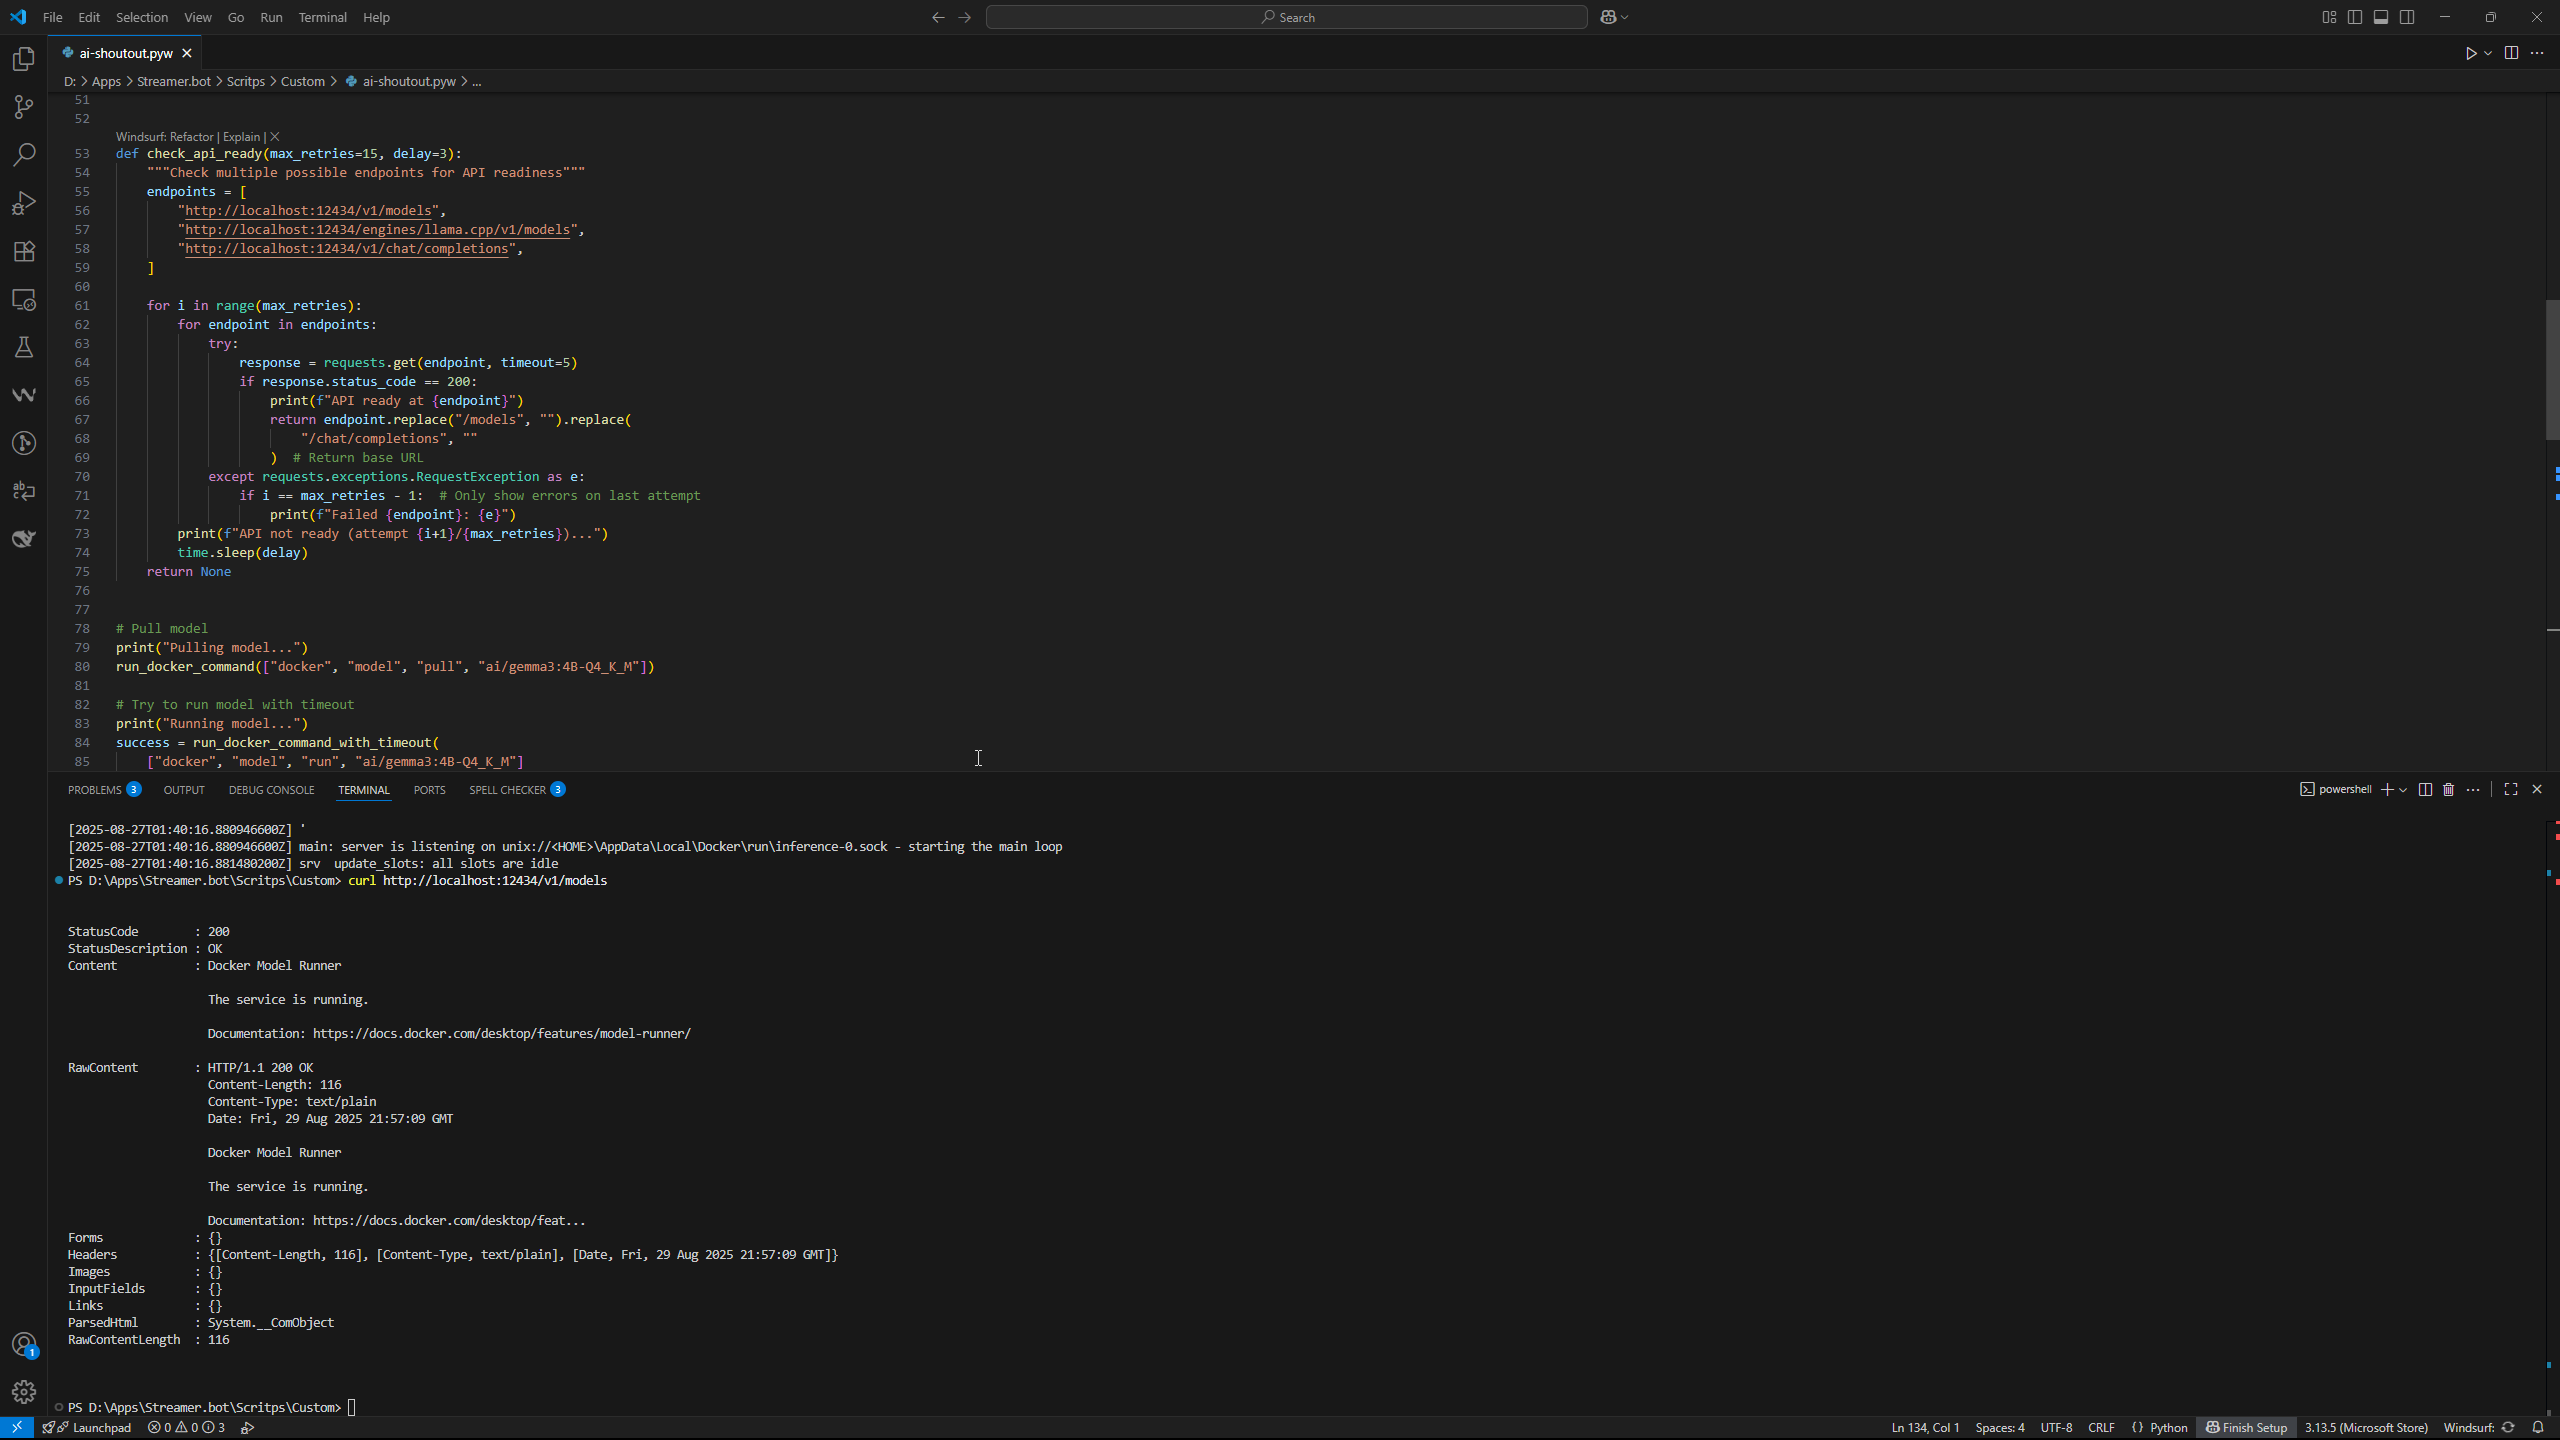 File Edit Selection View Go Run Terminal Help
Search
ai-shoutout.pyw
D: > Apps > Streamer.bot > Scritps > Custom > ai-shoutout.pyw > ...
51
52
Windsurf: Refactor | Explain | X
53 def check_api_ready(max_retries=15, delay=3):
54 """Check multiple possible endpoints for API readiness"""
55 endpoints = [
56 "http://localhost:12434/v1/models",
57 "http://localhost:12434/engines/llama.cpp/v1/models",
58 "http://localhost:12434/v1/chat/completions",
59 ]
60
61 for i in range(max_retries):
62 for endpoint in endpoints:
63 try:
64 response = requests.get(endpoint, timeout=5)
65 if response.status_code == 200:
66 print(f"API ready at {endpoint}")
67 return endpoint.replace("/models", "").replace(
68 "/chat/completions", ""
69 ) # Return base URL
70 except requests.exceptions.RequestException as e:
71 if i == max_retries - 1: # Only show errors on last attempt
72 print(f"Failed {endpoint}: {e}")
73 print(f"API not ready (attempt {i+1}/{max_retries})...")
74 time.sleep(delay)
75 return None
76
77
78 # Pull model
79 print("Pulling model...")
80 run_docker_command(["docker", "model", "pull", "ai/gemma3:4B-Q4_K_M"])
81
82 # Try to run model with timeout
83 print("Running model...")
84 success = run_docker_command_with_timeout(
85 ["docker", "model", "run", "ai/gemma3:4B-Q4_K_M"]
PROBLEMS 3 OUTPUT DEBUG CONSOLE TERMINAL PORTS SPELL CHECKER 3 powershell
[2025-08-27T01:40:16.880946600Z] '
[2025-08-27T01:40:16.880946600Z] main: server is listening on unix://<HOME>\AppData\Local\Docker\run\inference-0.sock - starting the main loop
[2025-08-27T01:40:16.881480200Z] srv update_slots: all slots are idle
PS D:\Apps\Streamer.bot\Scritps\Custom> curl http://localhost:12434/v1/models
StatusCode : 200
StatusDescription : OK
Content : Docker Model Runner
The service is running.
Documentation: https://docs.docker.com/desktop/features/model-runner/
RawContent : HTTP/1.1 200 OK
Content-Length: 116
Content-Type: text/plain
Date: Fri, 29 Aug 2025 21:57:09 GMT
Docker Model Runner
The service is running.
Documentation: https://docs.docker.com/desktop/feat...
Forms : {}
Headers : {[Content-Length, 116], [Content-Type, text/plain], [Date, Fri, 29 Aug 2025 21:57:09 GMT]}
Images : {}
InputFields : {}
Links : {}
ParsedHtml : System.__ComObject
RawContentLength : 116
PS D:\Apps\Streamer.bot\Scritps\Custom>
1
Launchpad 0 0 3 Ln 134, Col 1 Spaces: 4 UTF-8 CRLF {} Python Finish Setup 3.13.5 (Microsoft Store) Windsurf: